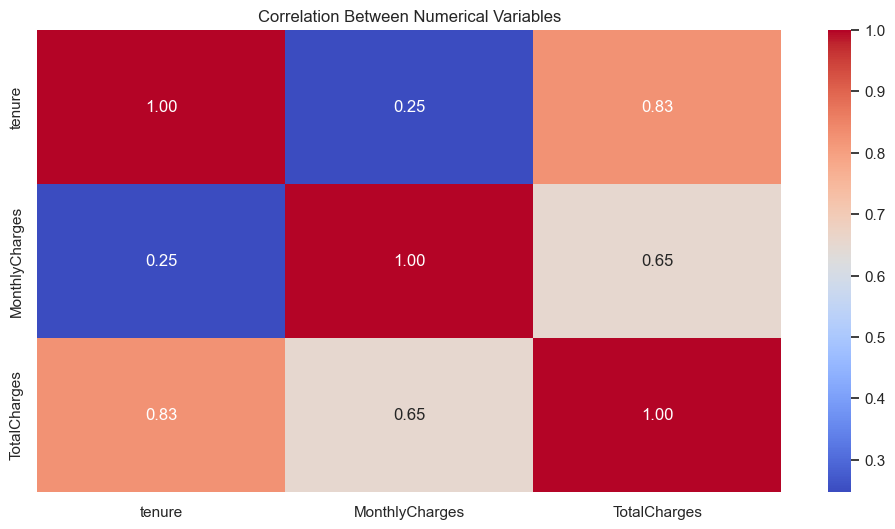 Correlation Between Numerical Variables
tenure
1.00
0.25
0.83
MonthlyCharges
0.25
1.00
0.65
TotalCharges
0.83
0.65
1.00
tenure
MonthlyCharges
TotalCharges
1.0
0.9
0.8
0.7
0.6
0.5
0.4
0.3